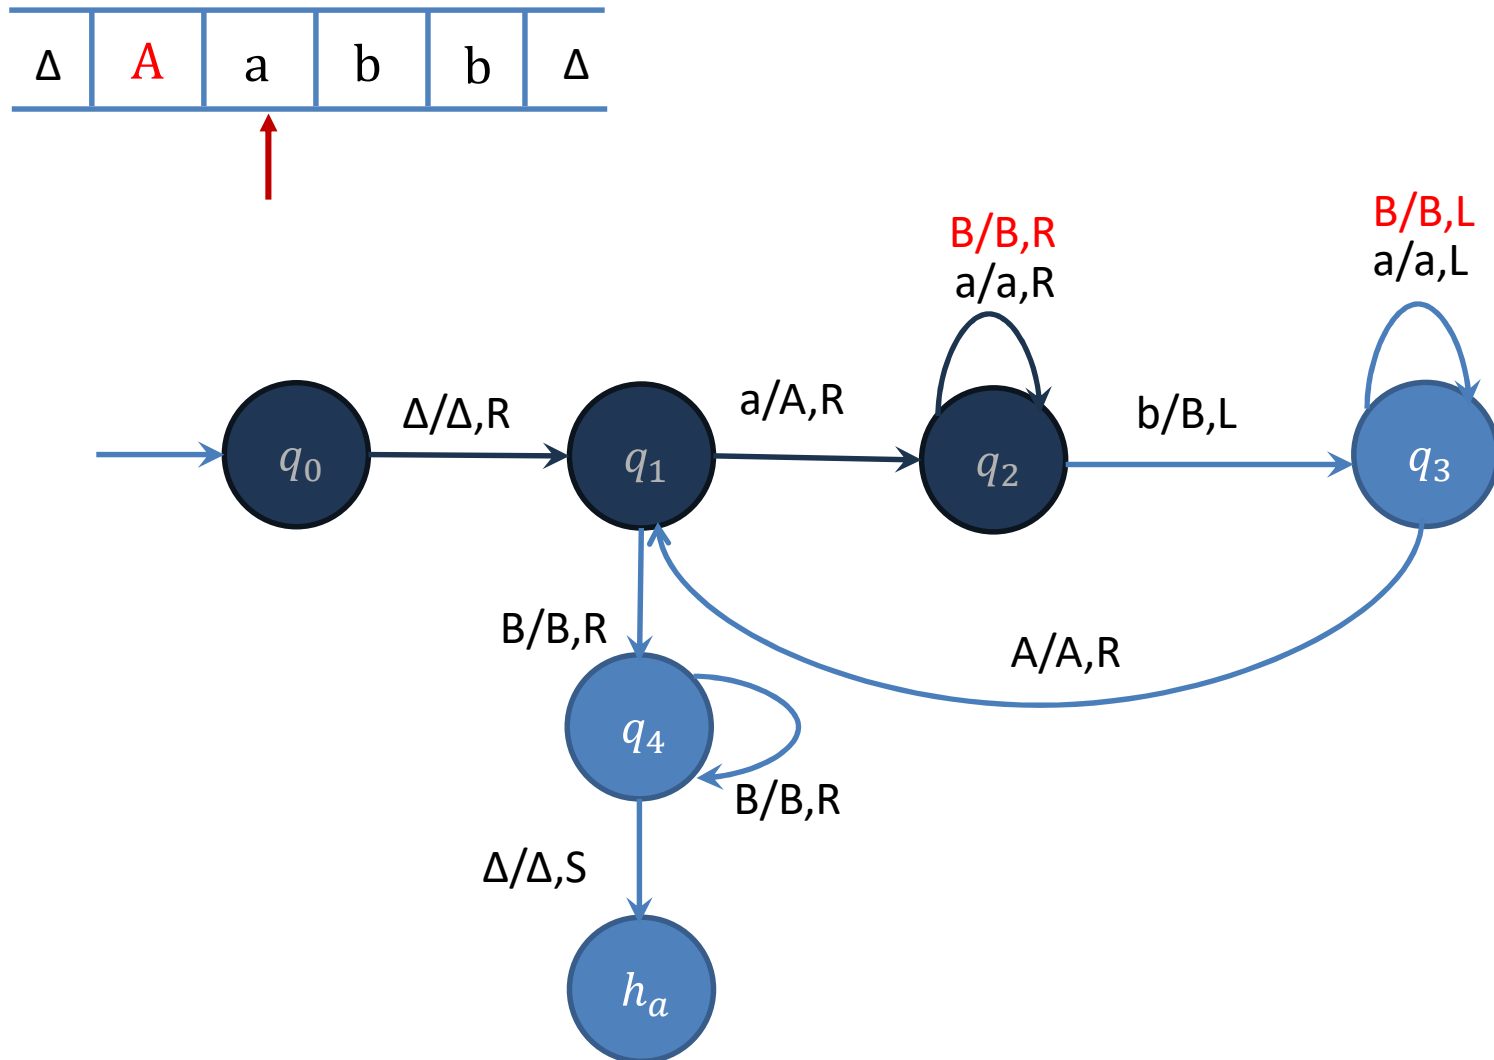 Δ A a b b Δ
B/B,R
a/a,R
B/B,L
a/a,L
Δ/Δ,R
a/A,R
b/B,L
q₀
q₁
q₂
q₃
B/B,R
A/A,R
q₄
B/B,R
Δ/Δ,S
hₐ